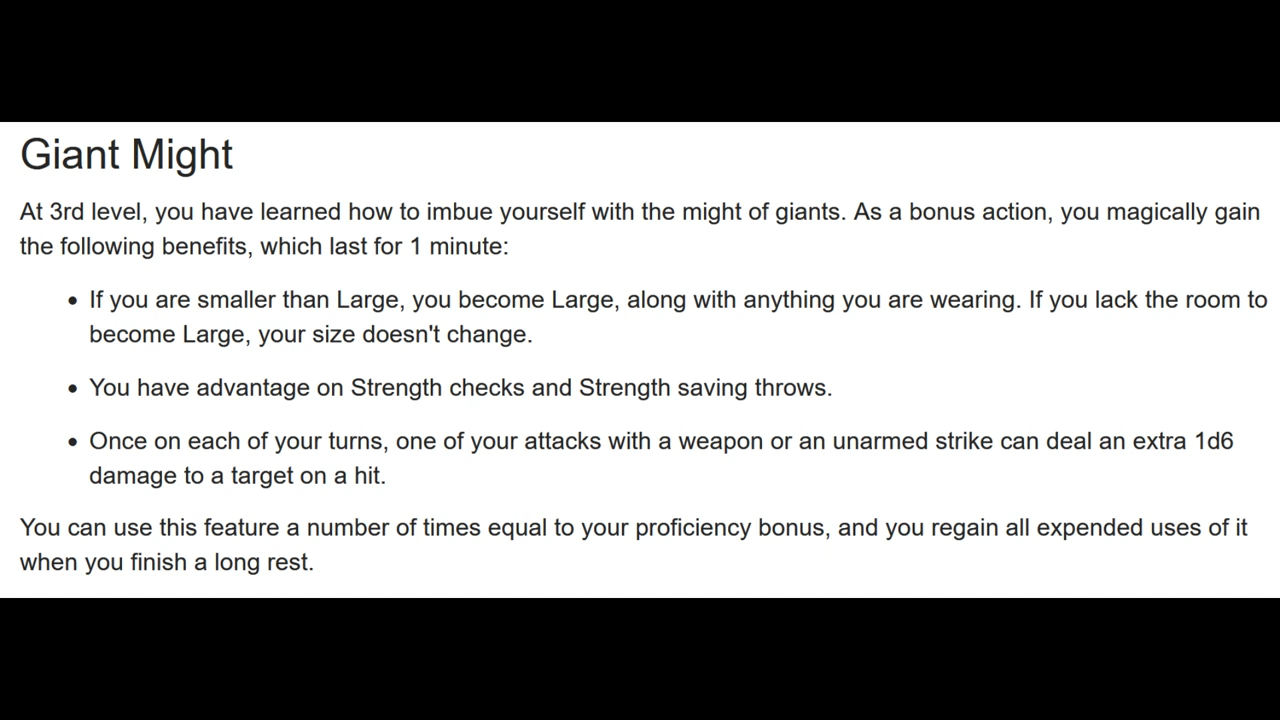 Giant Might
At 3rd level, you have learned how to imbue yourself with the might of giants. As a bonus action, you magically gain
the following benefits, which last for 1 minute:
• If you are smaller than Large, you become Large, along with anything you are wearing. If you lack the room to
become Large, your size doesn't change.
• You have advantage on Strength checks and Strength saving throws.
• Once on each of your turns, one of your attacks with a weapon or an unarmed strike can deal an extra 1d6
damage to a target on a hit.
You can use this feature a number of times equal to your proficiency bonus, and you regain all expended uses of it
when you finish a long rest.